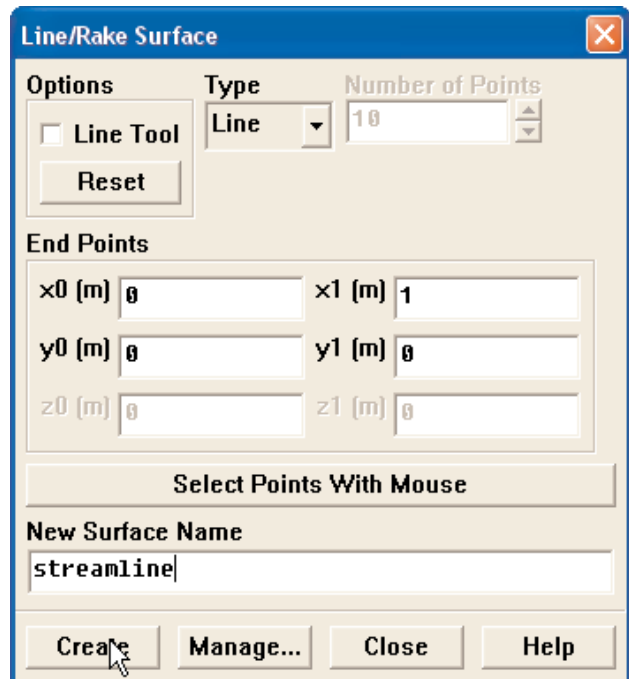 Line/Rake Surface
Options
Type
Number of Points
Line Tool
Line
10
Reset
End Points
x0 (m) 0
x1 (m) 1
y0 (m) 0
y1 (m) 0
z0 (m) 0
z1 (m) 0
Select Points With Mouse
New Surface Name
streamline
Create
Manage...
Close
Help